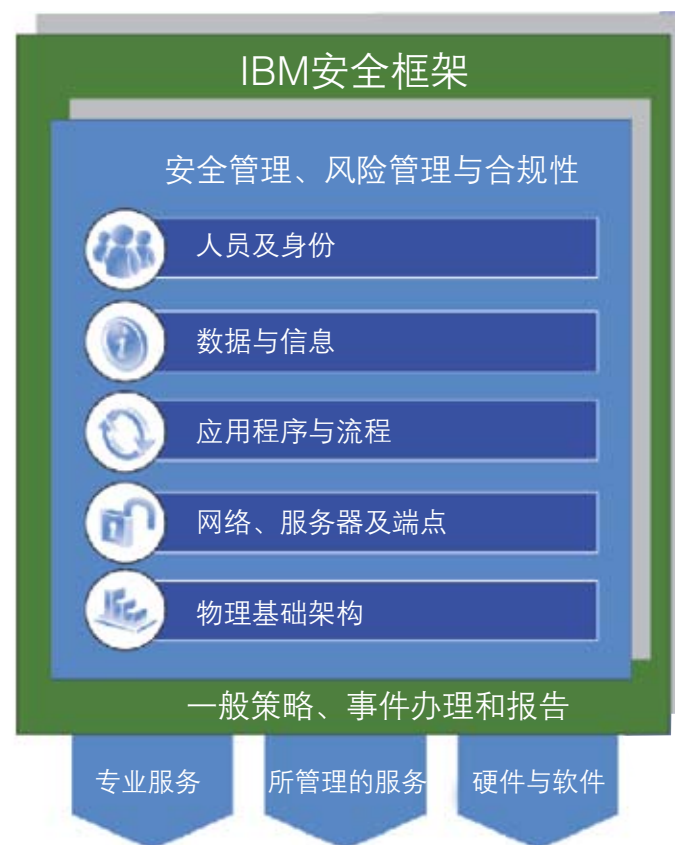 IBM安全框架
安全管理、风险管理与合规性
人员及身份
数据与信息
应用程序与流程
网络、服务器及端点
物理基础架构
一般策略、事件办理和报告
专业服务
所管理的服务
硬件与软件